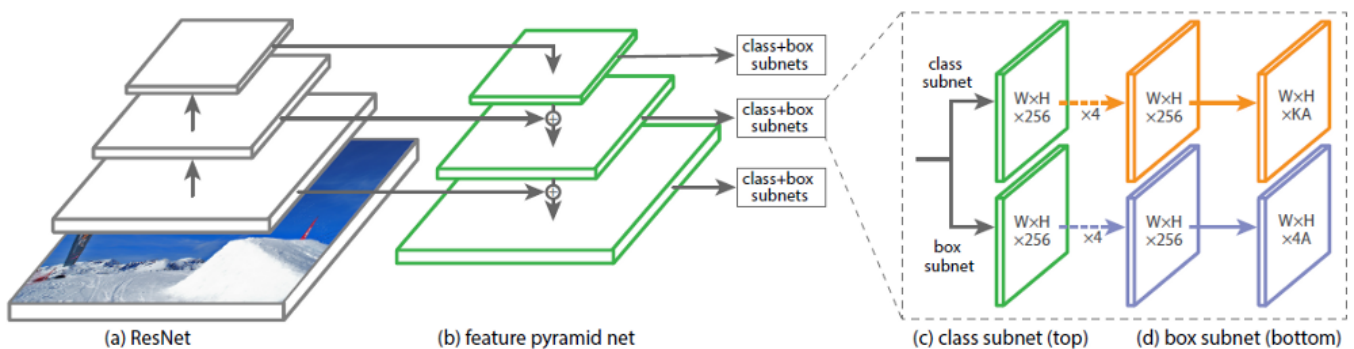 class+box
subnets
class+box
subnets
class+box
subnets
class
subnet
W×H
×256
×4
W×H
×256
W×H
×KA
box
subnet
W×H
×256
×4
W×H
×256
W×H
×4A
(a) ResNet
(b) feature pyramid net
(c) class subnet (top)
(d) box subnet (bottom)